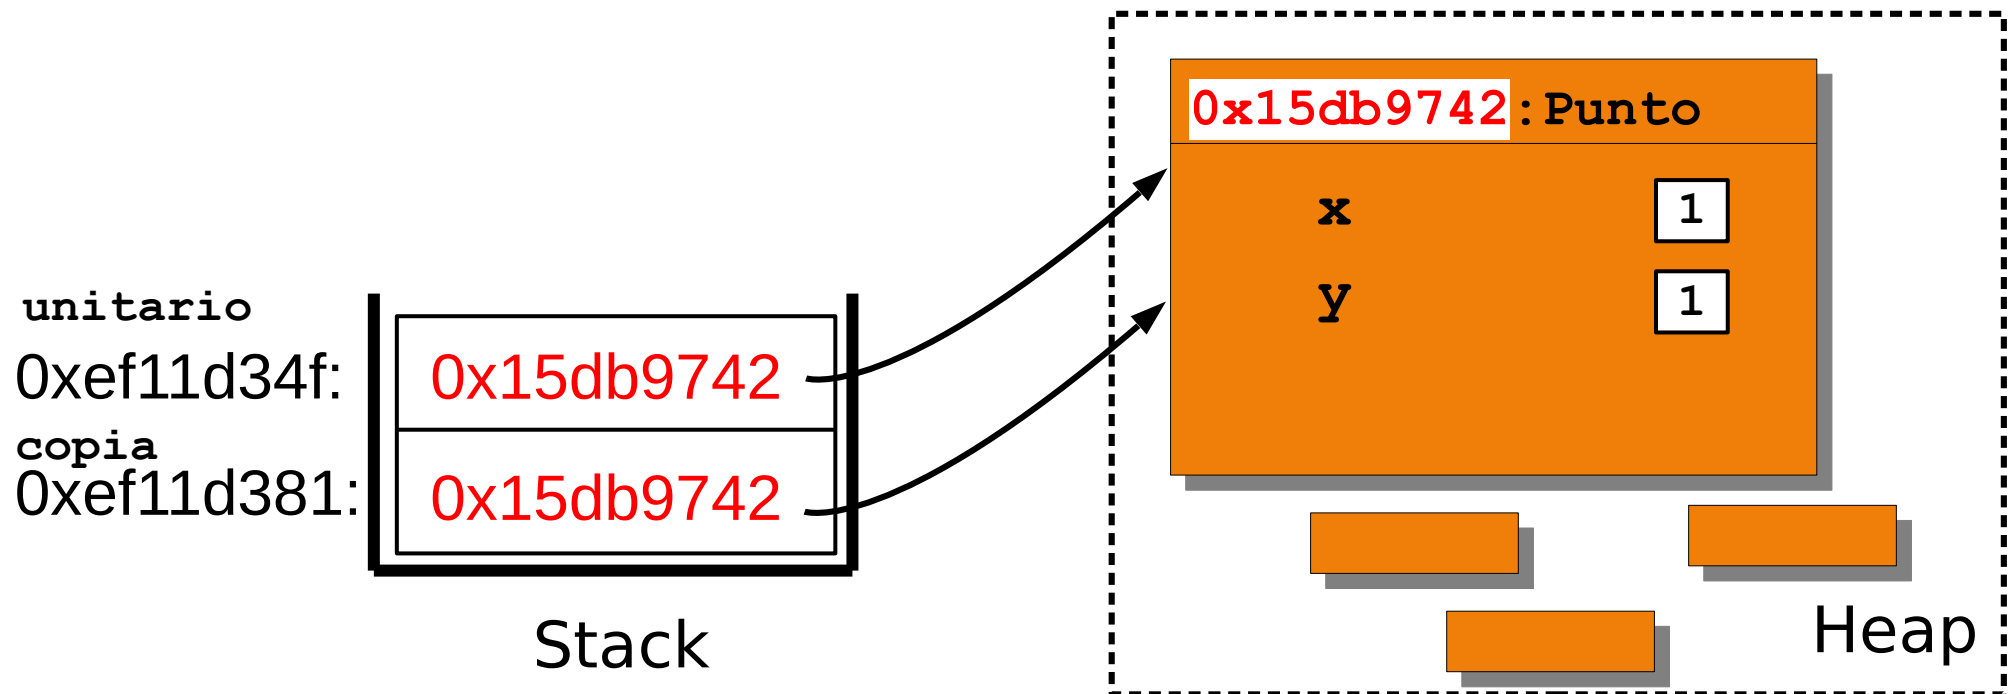 unitario
0xef11d34f: 0x15db9742
copia
0xef11d381: 0x15db9742
Stack
0x15db9742:Punto
x 1
y 1
Heap